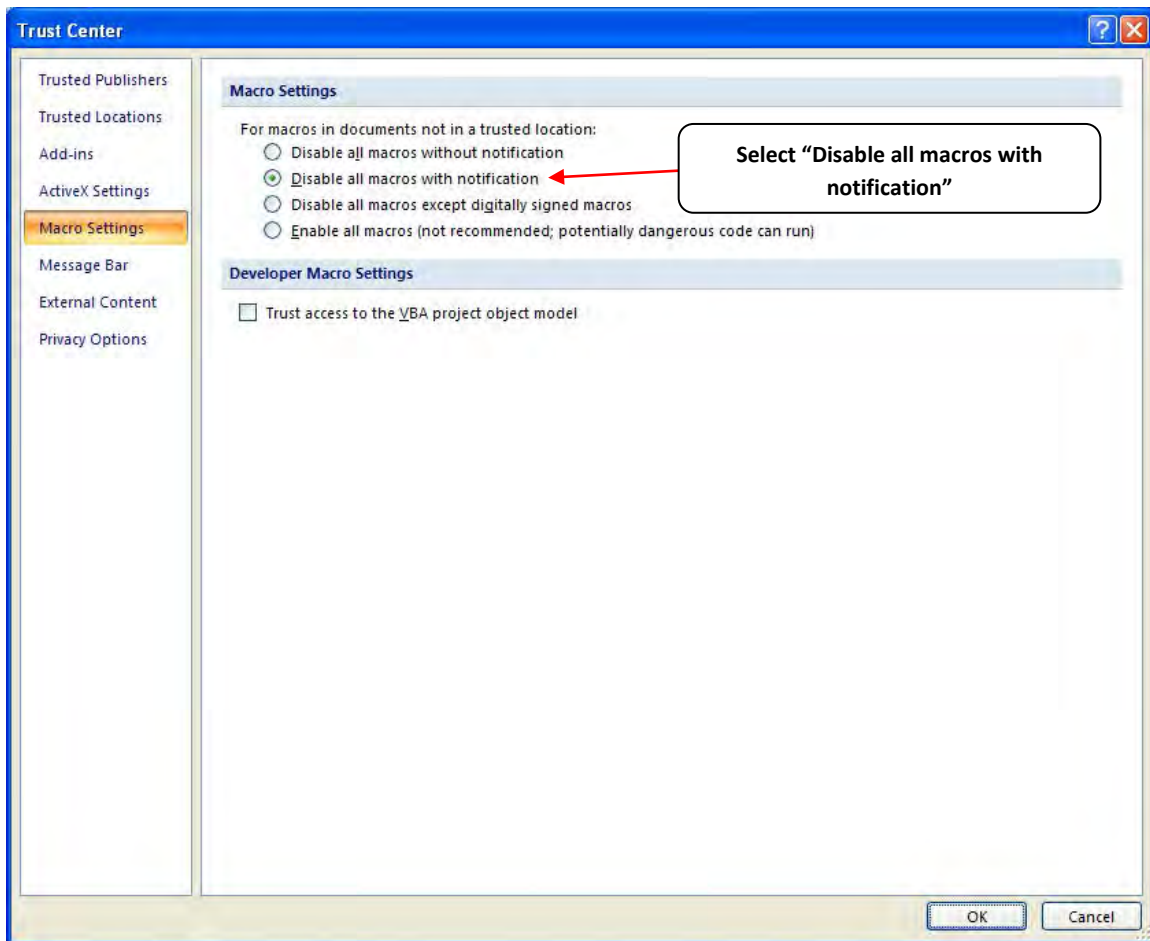 Trust Center
Trusted Publishers
Trusted Locations
Add-ins
ActiveX Settings
Macro Settings
Message Bar
External Content
Privacy Options
Macro Settings
For macros in documents not in a trusted location:
Disable all macros without notification
Disable all macros with notification
Disable all macros except digitally signed macros
Enable all macros (not recommended; potentially dangerous code can run)
Select “Disable all macros with
notification”
Developer Macro Settings
Trust access to the VBA project object model
OK
Cancel